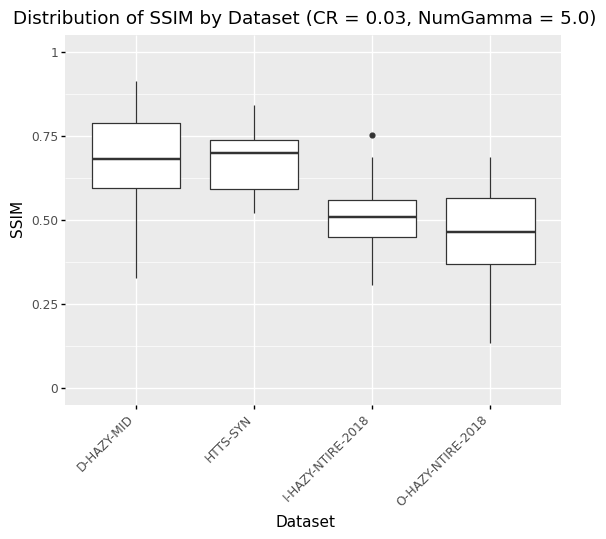 Distribution of SSIM by Dataset (CR = 0.03, NumGamma = 5.0)
1
0.75
0.50
0.25
0
SSIM
D-HAZY-MID
HTTS-SYN
I-HAZY-NTIRE-2018
O-HAZY-NTIRE-2018
Dataset